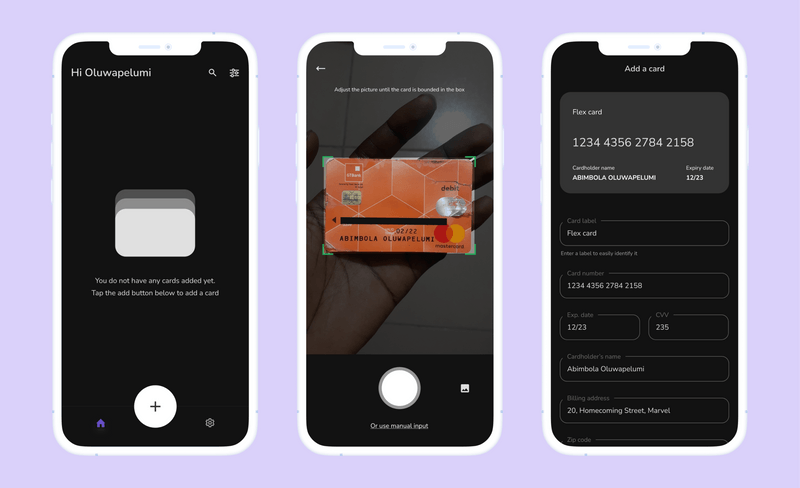 Hi Oluwapelumi
You do not have any cards added yet.
Tap the add button below to add a card
Adjust the picture until the card is bounded in the box
GTBank
debit
02/22
ABIMBOLA OLUWAPELUMI
mastercard
Or use manual input
Add a card
Flex card
1234 4356 2784 2158
Cardholder name
Expiry date
ABIMBOLA OLUWAPELUMI
12/23
Card label
Flex card
Enter a label to easily identify it
Card number
1234 4356 2784 2158
Exp. date
CVV
12/23
235
Cardholder's name
Abimbola Oluwapelumi
Billing address
20, Homecoming Street, Marvel
Zip code